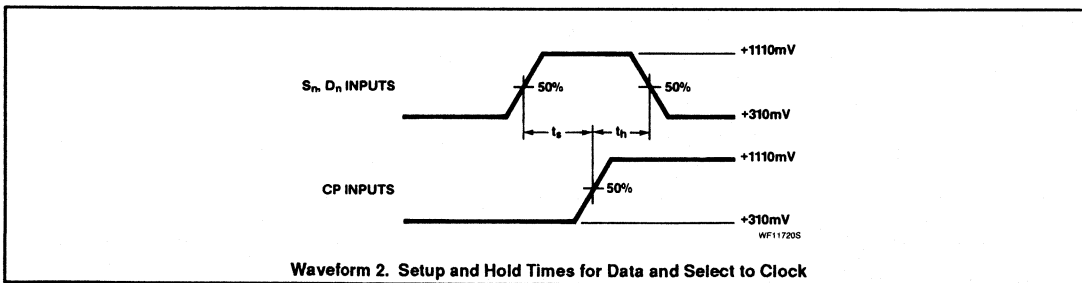 +1110mV
Sn, Dn INPUTS
50%
50%
+310mV
ts
th
+1110mV
CP INPUTS
50%
+310mV
WF11720S
Waveform 2. Setup and Hold Times for Data and Select to Clock